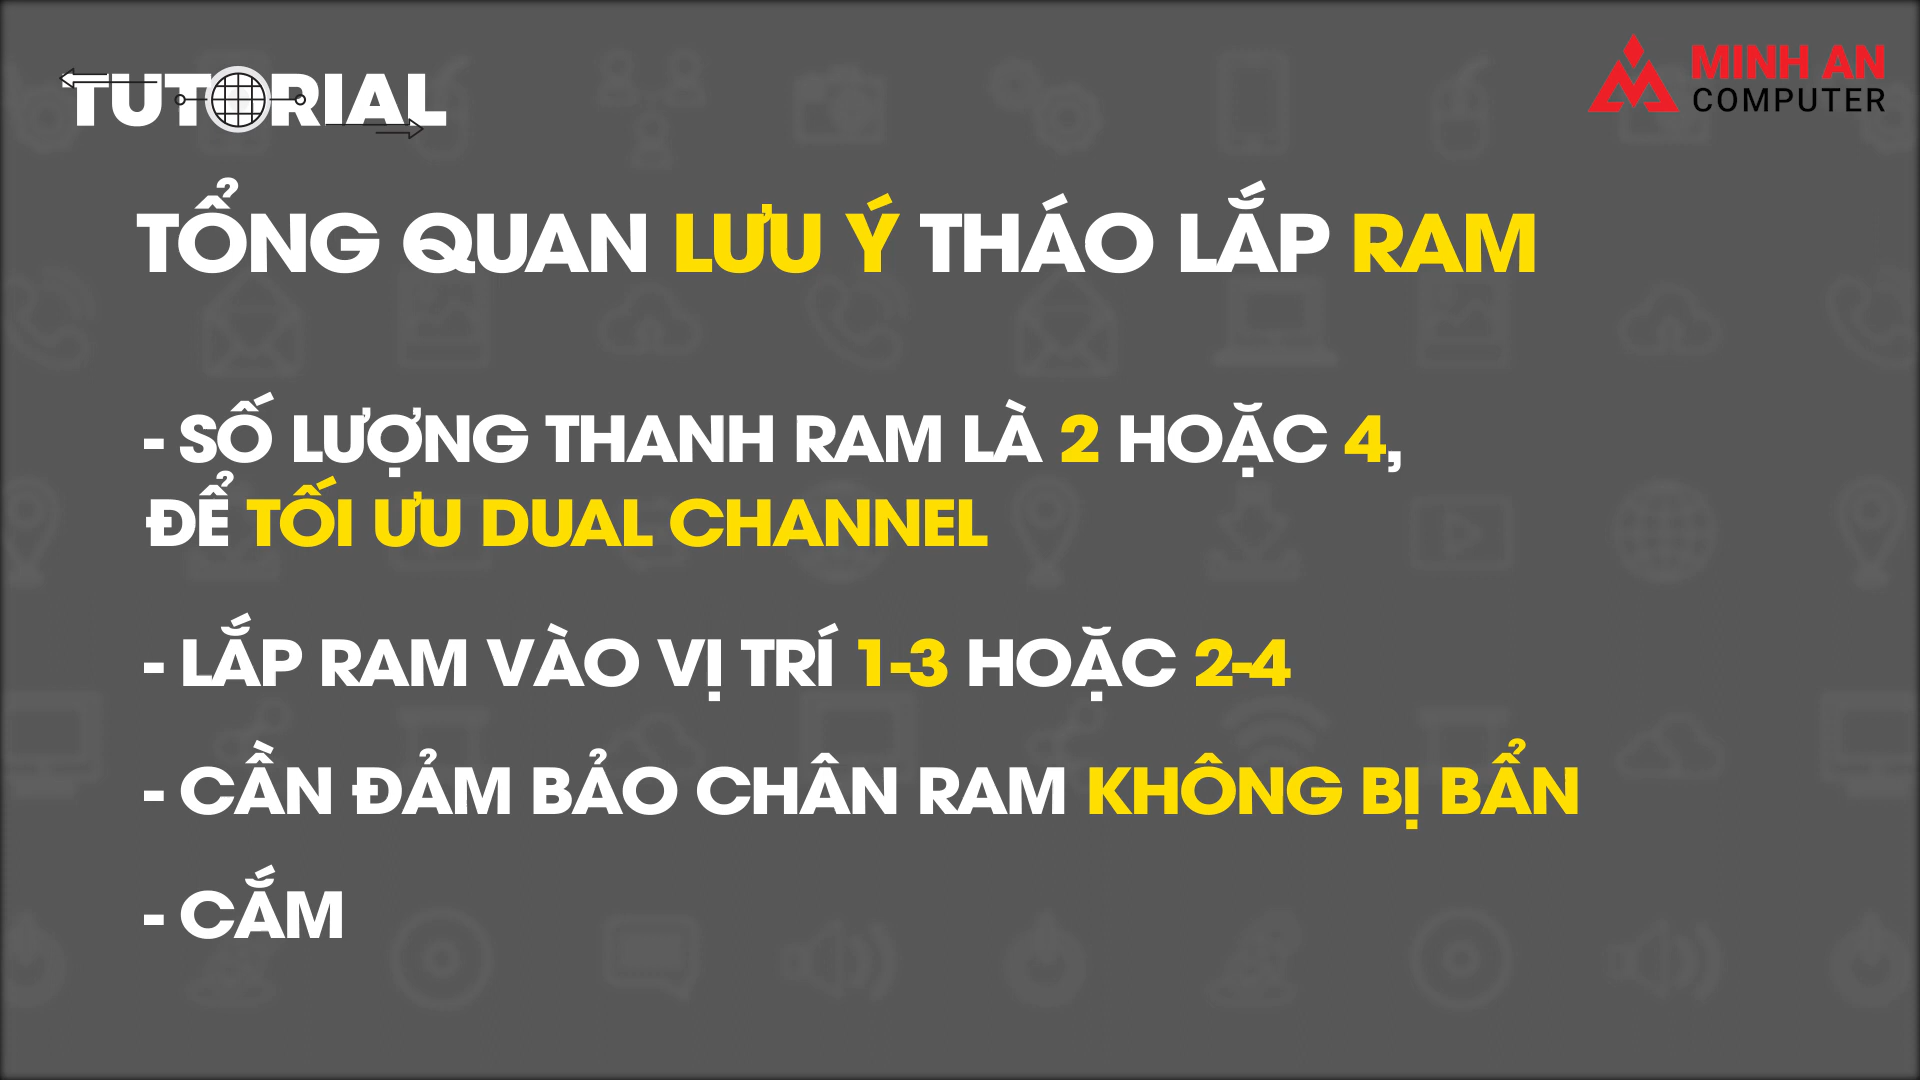 TUTORIAL
MINH AN
COMPUTER
TỔNG QUAN LƯU Ý THÁO LẮP RAM
- SỐ LƯỢNG THANH RAM LÀ 2 HOẶC 4,
ĐỂ TỐI ƯU DUAL CHANNEL
- LẮP RAM VÀO VỊ TRÍ 1-3 HOẶC 2-4
- CẦN ĐẢM BẢO CHÂN RAM KHÔNG BỊ BẨN
- CẮM